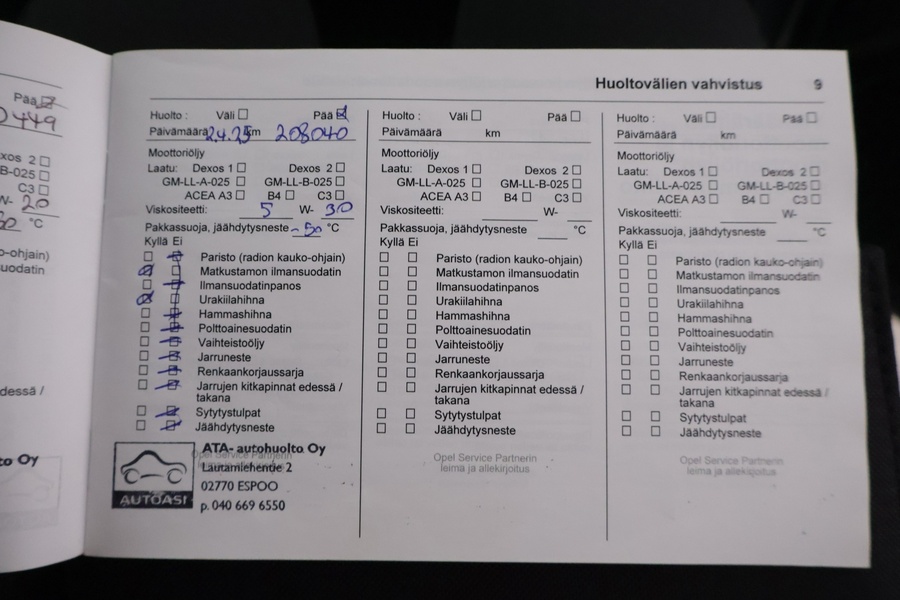 Pää
0449
xos 2
B-025
C3
W- 20
50 °C
o-ohjain)
uodatin
dessä /
to Oy
Huoltovälien vahvistus 9
Huolto : Väli Pää
Päivämäärä km 208040
Moottoriöljy
Laatu: Dexos 1 Dexos 2
GM-LL-A-025 GM-LL-B-025
ACEA A3 B4 C3
Viskositeetti: 5 W- 30
Pakkassuoja, jäähdytysneste -50 °C
Kyllä Ei
Paristo (radion kauko-ohjain)
Matkustamon ilmansuodatin
Ilmansuodatinpanos
Urakiilahihna
Hammashihna
Polttoainesuodatin
Vaihteistoöljy
Jarruneste
Renkaankorjaussarja
Jarrujen kitkapinnat edessä /
takana
Sytytystulpat
Jäähdytysneste
Opel Service Partnerin
AUTOASI
ATA- autohuolto Oy
Lautamiehentie 2
02770 ESPOO
p. 040 669 6550
Huolto : Väli Pää
Päivämäärä km
Moottoriöljy
Laatu: Dexos 1 Dexos 2
GM-LL-A-025 GM-LL-B-025
ACEA A3 B4 C3
Viskositeetti: W-
Pakkassuoja, jäähdytysneste °C
Kyllä Ei
Paristo (radion kauko-ohjain)
Matkustamon ilmansuodatin
Ilmansuodatinpanos
Urakiilahihna
Hammashihna
Polttoainesuodatin
Vaihteistoöljy
Jarruneste
Renkaankorjaussarja
Jarrujen kitkapinnat edessä /
takana
Sytytystulpat
Jäähdytysneste
Opel Service Partnerin
leima ja allekirjoitus
Huolto : Väli Pää
Päivämäärä km
Moottoriöljy
Laatu: Dexos 1 Dexos 2
GM-LL-A-025 GM-LL-B-025
ACEA A3 B4 C3
Viskositeetti: W-
Pakkassuoja, jäähdytysneste °C
Kyllä Ei
Paristo (radion kauko-ohjain)
Matkustamon ilmansuodatin
Ilmansuodatinpanos
Urakiilahihna
Hammashihna
Polttoainesuodatin
Vaihteistoöljy
Jarruneste
Renkaankorjaussarja
Jarrujen kitkapinnat edessä /
takana
Sytytystulpat
Jäähdytysneste
Opel Service Partnerin
leima ja allekirjoitus